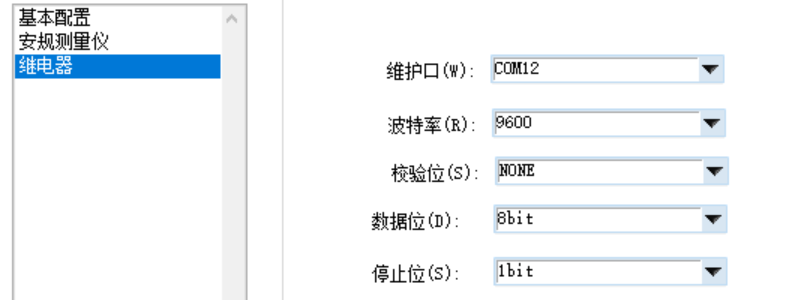 基本配置
安规测量仪
继电器
维护口(W): COM12
波特率(R): 9600
校验位(S): NONE
数据位(D): 8bit
停止位(S): 1bit